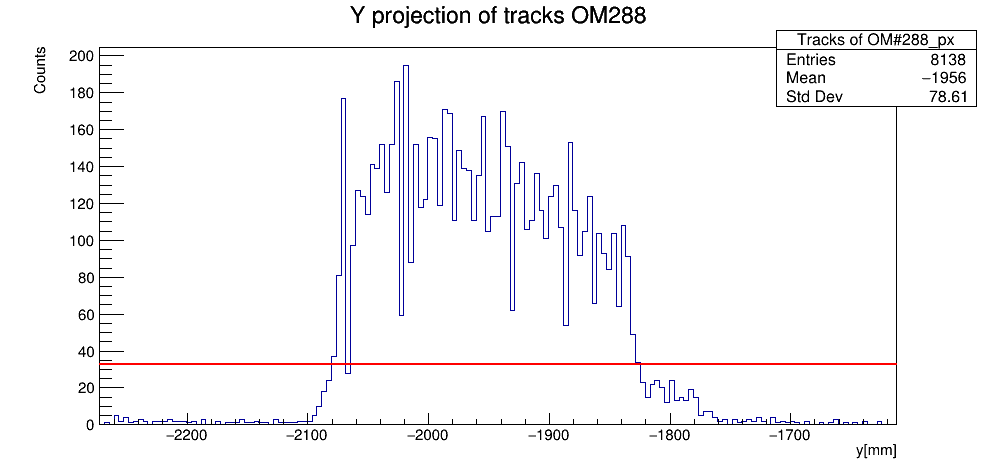 Y projection of tracks OM288
Tracks of OM#288_px
Entries 8138
Mean −1956
Std Dev 78.61
Counts
200
180
160
140
120
100
80
60
40
20
0
−2200 −2100 −2000 −1900 −1800 −1700
y[mm]